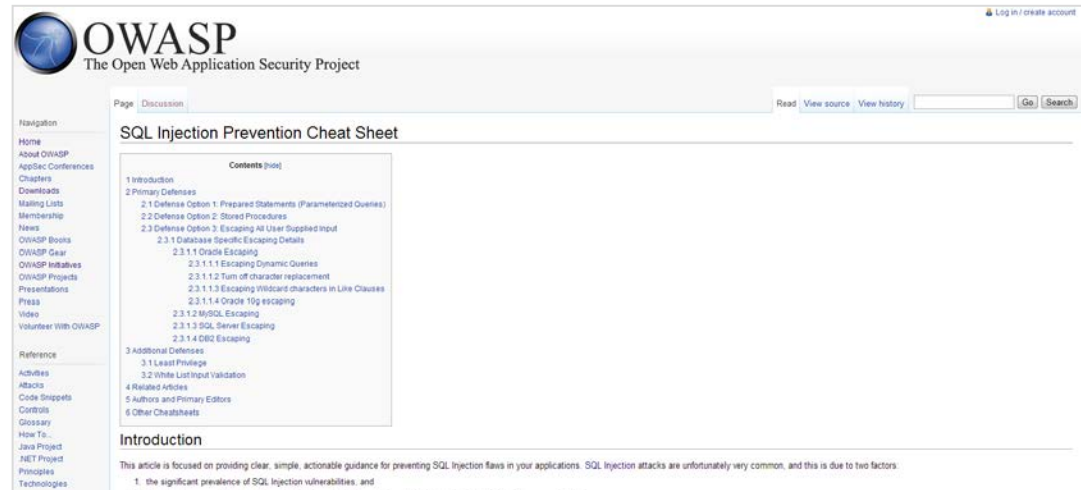 Log in / create account
OWASP
The Open Web Application Security Project
Page Discussion
Read View source View history Go Search
Navigation
Home
About OWASP
AppSec Conferences
Chapters
Downloads
Mailing Lists
Membership
News
OWASP Books
OWASP Gear
OWASP Initiatives
OWASP Projects
Presentations
Press
Video
Volunteer With OWASP
Reference
Activities
Attacks
Code Snippets
Controls
Glossary
How To...
Java Project
.NET Project
Principles
Technologies
SQL Injection Prevention Cheat Sheet
Contents [hide]
1 Introduction
2 Primary Defenses
2.1 Defense Option 1: Prepared Statements (Parameterized Queries)
2.2 Defense Option 2: Stored Procedures
2.3 Defense Option 3: Escaping All User Supplied Input
2.3.1 Database Specific Escaping Details
2.3.1.1 Oracle Escaping
2.3.1.1.1 Escaping Dynamic Queries
2.3.1.1.2 Turn off character replacement
2.3.1.1.3 Escaping Wildcard characters in Like Clauses
2.3.1.1.4 Oracle 10g escaping
2.3.1.2 MySQL Escaping
2.3.1.3 SQL Server Escaping
2.3.1.4 DB2 Escaping
3 Additional Defenses
3.1 Least Privilege
3.2 White List Input Validation
4 Related Articles
5 Authors and Primary Editors
6 Other Cheatsheets
Introduction
This article is focused on providing clear, simple, actionable guidance for preventing SQL Injection flaws in your applications. SQL Injection attacks are unfortunately very common, and this is due to two factors:
1. the significant prevalence of SQL Injection vulnerabilities, and